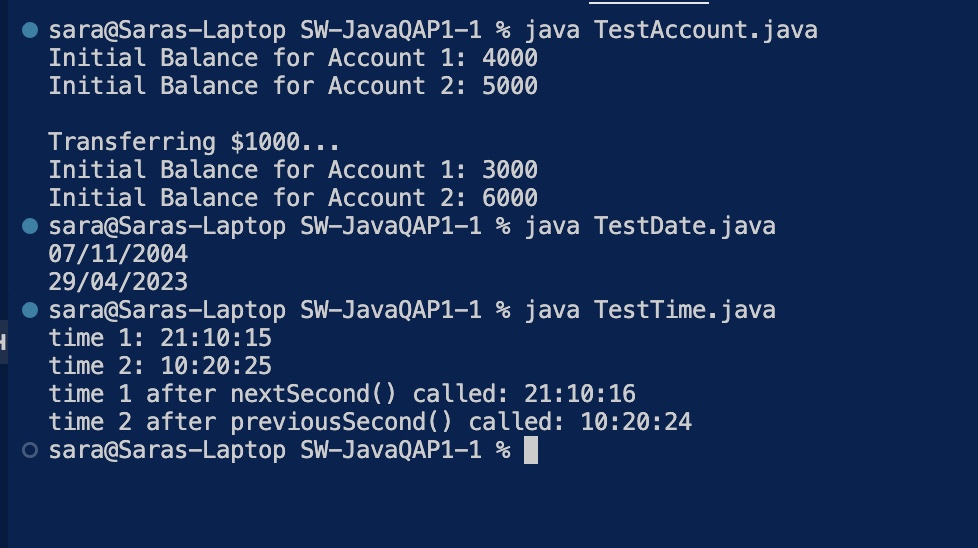 sara@Saras-Laptop SW-JavaQAP1-1 % java TestAccount.java
Initial Balance for Account 1: 4000
Initial Balance for Account 2: 5000

Transferring $1000...
Initial Balance for Account 1: 3000
Initial Balance for Account 2: 6000
sara@Saras-Laptop SW-JavaQAP1-1 % java TestDate.java
07/11/2004
29/04/2023
sara@Saras-Laptop SW-JavaQAP1-1 % java TestTime.java
time 1: 21:10:15
time 2: 10:20:25
time 1 after nextSecond() called: 21:10:16
time 2 after previousSecond() called: 10:20:24
sara@Saras-Laptop SW-JavaQAP1-1 %